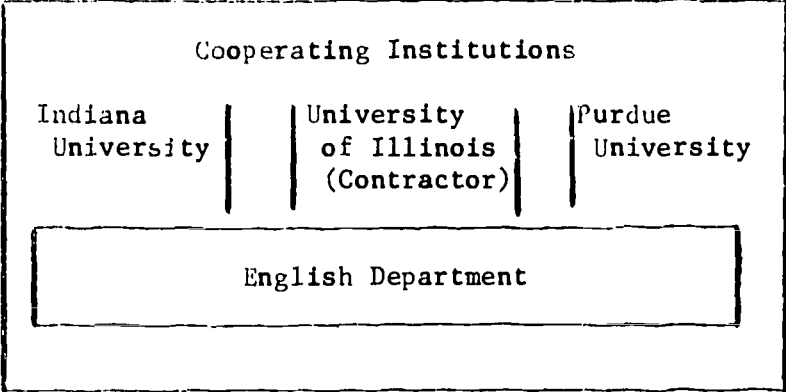 Cooperating Institutions
Indiana
University
University
of Illinois
(Contractor)
Purdue
University
English Department